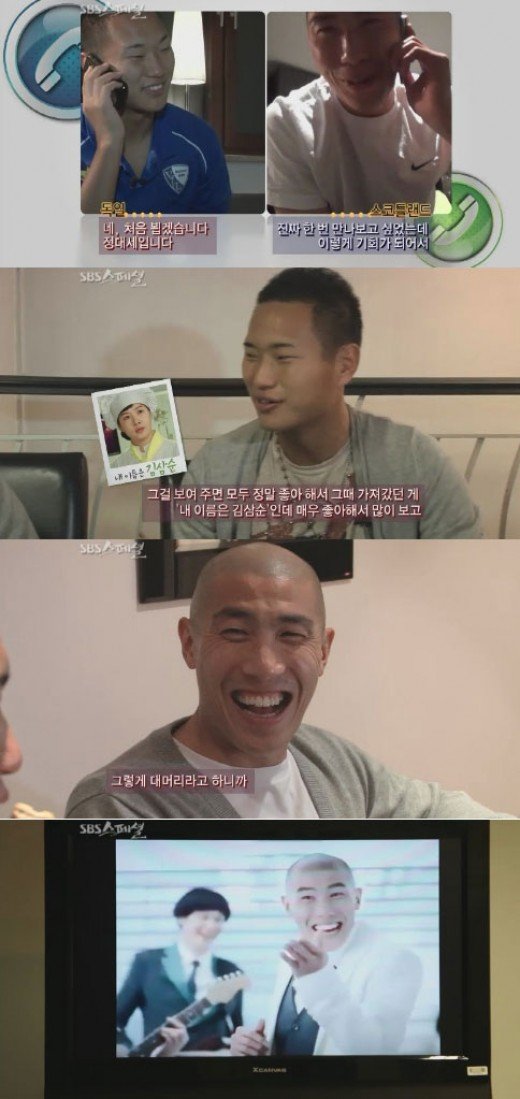 SBS스페셜
독일.....
스코틀랜드
네, 처음 뵙겠습니다
정대세입니다
진짜 한 번 만나보고 싶었는데
이렇게 기회가 되어서
SBS스페셜
내 이름은 김삼순
그걸 보여 주면 모두 정말 좋아 해서 그때 가져갔던 게
'내 이름은 김삼순'인데 매우 좋아해서 많이 보고
SBS스페셜
그렇게 대머리라고 하니까
SBS스페셜
XCANVAS